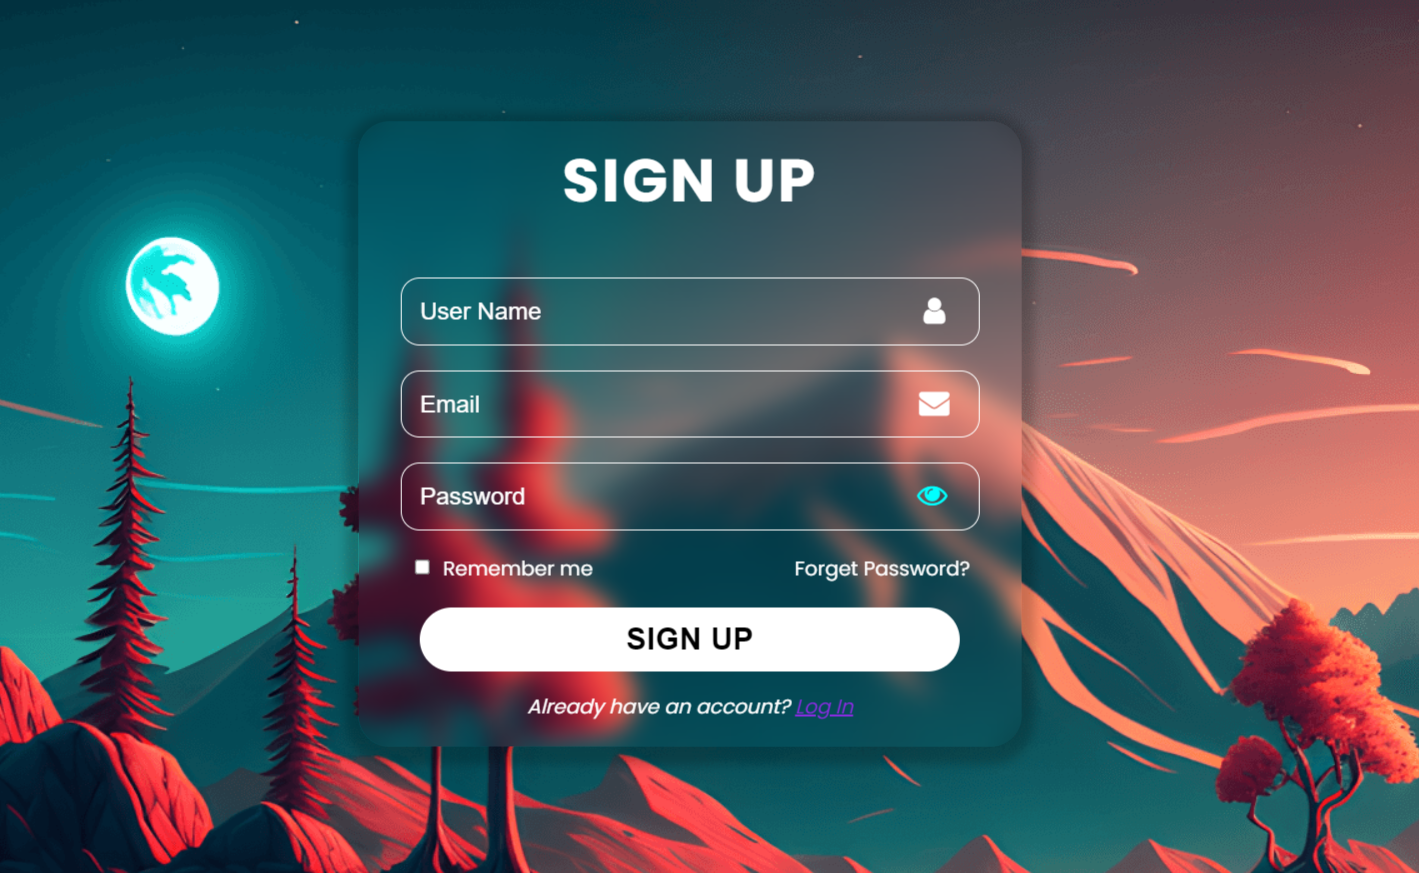 SIGN UP
User Name
Email
Password
Remember me Forget Password?
SIGN UP
Already have an account? Log In